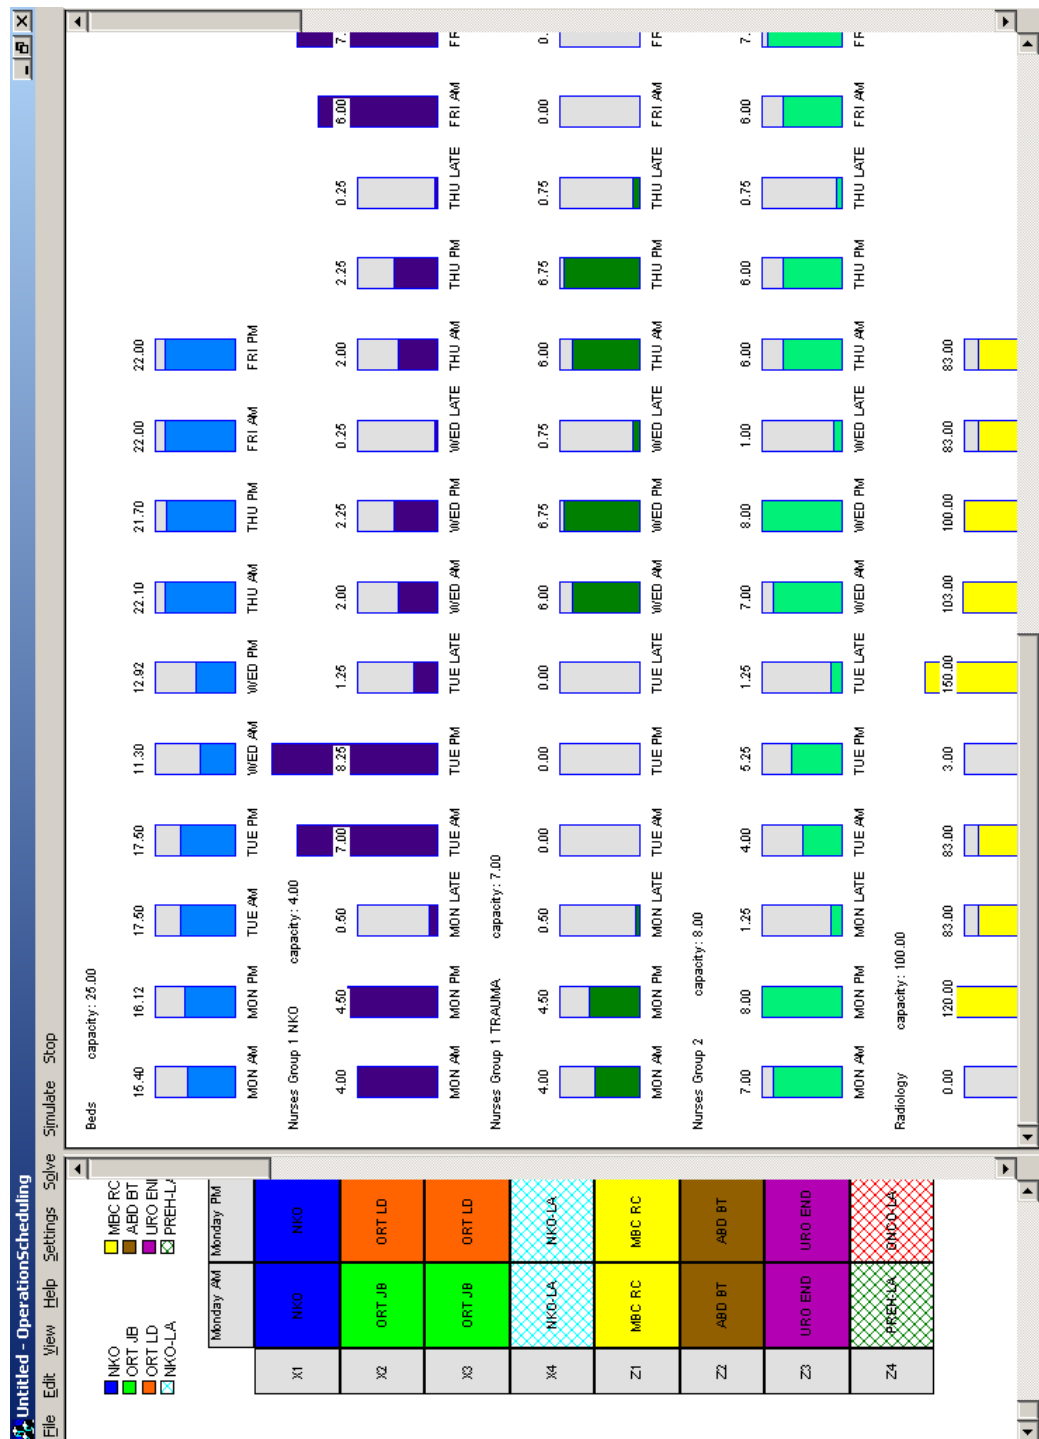 Untitled - OperationScheduling
File Edit View Help Settings Solve Simulate Stop
NKO MBC RC
ORT JB ABD BT
ORT LD URO EN
NKO-LA PREH-L
Monday AM Monday PM
X1 NKO NKO
X2 ORT JB ORT LD
X3 ORT JB ORT LD
X4 NKO-LA NKO-LA
Z1 MBC RC MBC RC
Z2 ABD BT ABD BT
Z3 URO END URO END
Z4 PREH-LA ONCO-LA
Beds capacity: 25.00
15.40 16.12 17.50 17.50 11.30 12.92 22.10 21.70 22.00 22.00
MON AM MON PM TUE AM TUE PM WED AM WED PM THU AM THU PM FRI AM FRI PM
Nurses Group 1 NKO capacity: 4.00
4.00 4.50 0.50 7.00 8.25 1.25 2.00 2.25 0.25 2.00 2.25 0.25 6.00 7.
MON AM MON PM MON LATE TUE AM TUE PM TUE LATE WED AM WED PM WED LATE THU AM THU PM THU LATE FRI AM FR
Nurses Group 1 TRAUMA capacity: 7.00
4.00 4.50 0.50 0.00 0.00 0.00 6.00 6.75 0.75 6.00 6.75 0.75 0.00 0.
MON AM MON PM MON LATE TUE AM TUE PM TUE LATE WED AM WED PM WED LATE THU AM THU PM THU LATE FRI AM FR
Nurses Group 2 capacity: 8.00
7.00 8.00 1.25 4.00 5.25 1.25 7.00 8.00 1.00 6.00 6.00 0.75 6.00 7.
MON AM MON PM MON LATE TUE AM TUE PM TUE LATE WED AM WED PM WED LATE THU AM THU PM THU LATE FRI AM FR
Radiology capacity: 100.00
0.00 120.00 83.00 83.00 3.00 150.00 103.00 100.00 83.00 83.00